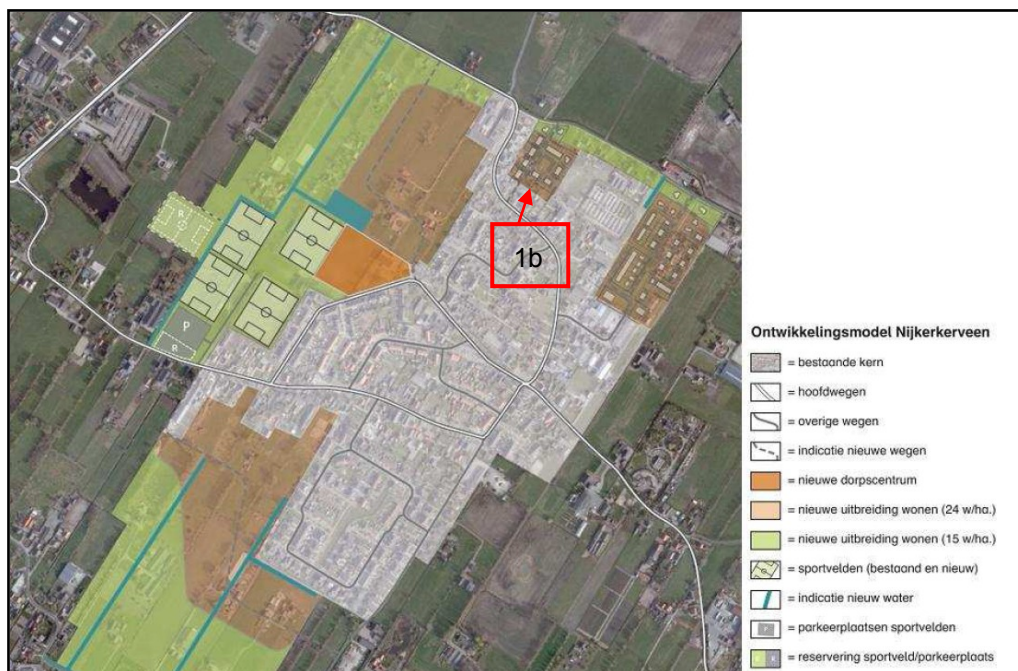 R
P
R
1b
Ontwikkelingsmodel Nijkerkerveen
= bestaande kern
= hoofdwegen
= overige wegen
= indicatie nieuwe wegen
= nieuwe dorpscentrum
= nieuwe uitbreiding wonen (24 w/ha.)
= nieuwe uitbreiding wonen (15 w/ha.)
= sportvelden (bestaand en nieuw)
= indicatie nieuw water
P = parkeerplaatsen sportvelden
= reservering sportveld/parkeerplaats